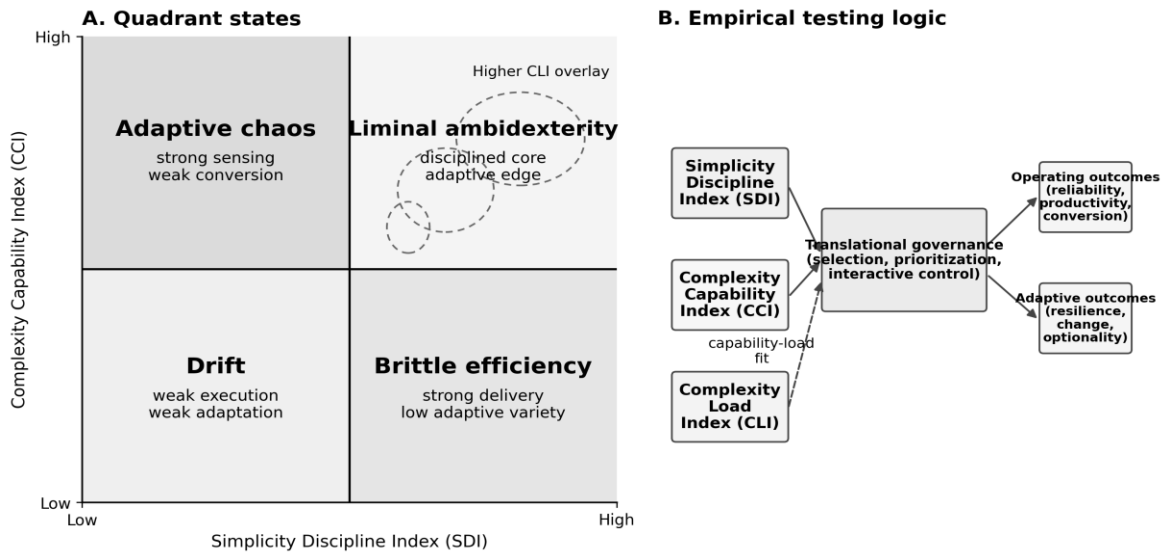 A. Quadrant states
High
Higher CLI overlay
Adaptive chaos
strong sensing
weak conversion
Liminal ambidexterity
disciplined core
adaptive edge
Complexity Capability Index (CCI)
Drift
weak execution
weak adaptation
Brittle efficiency
strong delivery
low adaptive variety
Low
Low
High
Simplicity Discipline Index (SDI)
B. Empirical testing logic
Simplicity
Discipline
Index (SDI)
Complexity
Capability
Index (CCI)
capability-load
fit
Complexity
Load
Index (CLI)
Translational governance
(selection, prioritization,
interactive control)
Operating outcomes
(reliability,
productivity,
conversion)
Adaptive outcomes
(resilience,
change,
optionality)